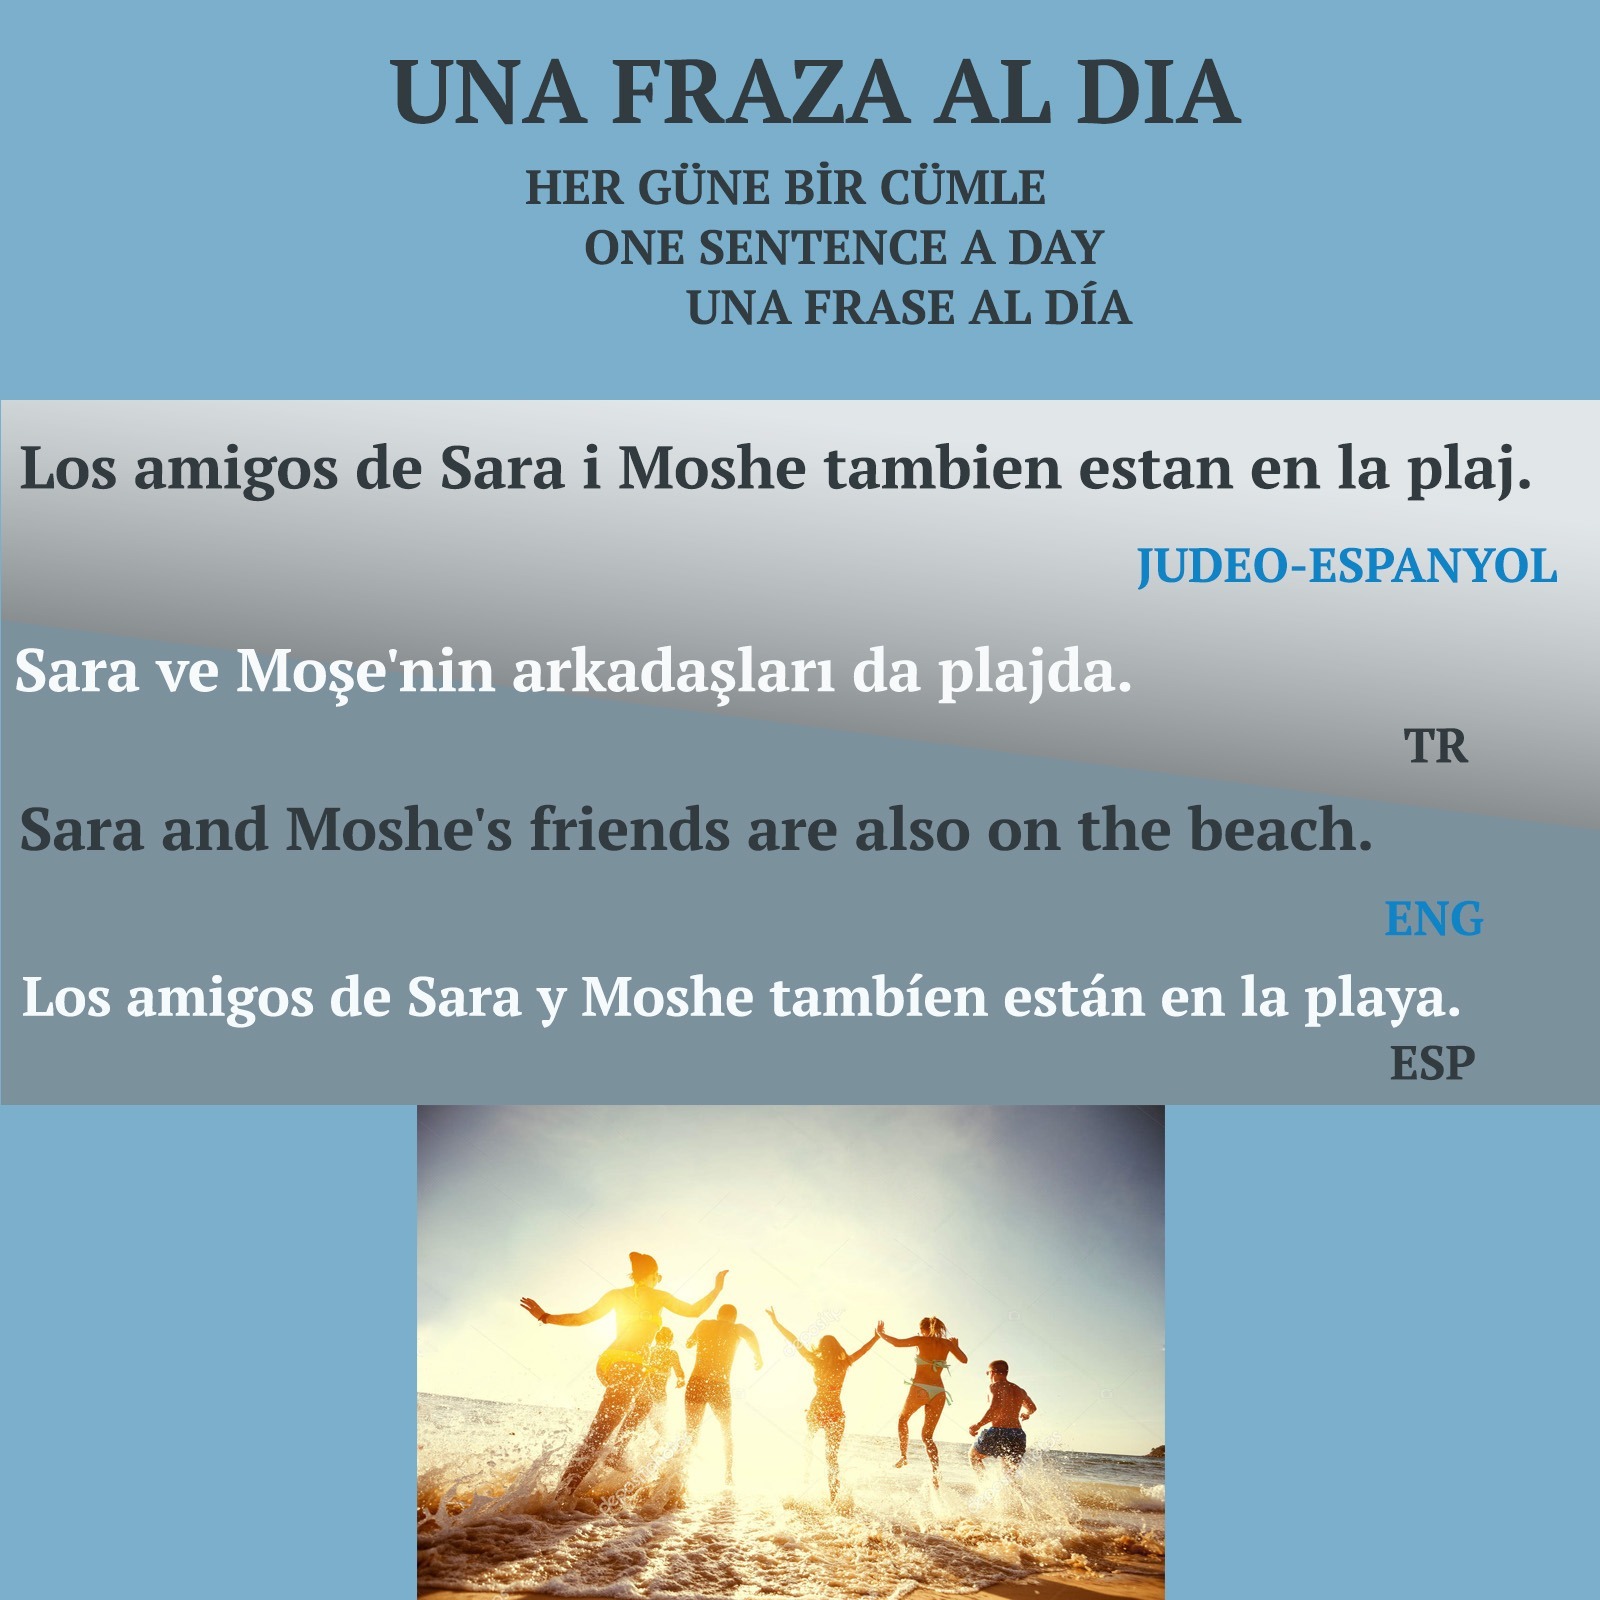 UNA FRAZA AL DIA
HER GÜNE BİR CÜMLE
ONE SENTENCE A DAY
UNA FRASE AL DÍA
Los amigos de Sara i Moshe tambien estan en la plaj.
JUDEO-ESPANYOL
Sara ve Moşe'nin arkadaşları da plajda.
TR
Sara and Moshe's friends are also on the beach.
ENG
Los amigos de Sara y Moshe tambíen están en la playa.
ESP